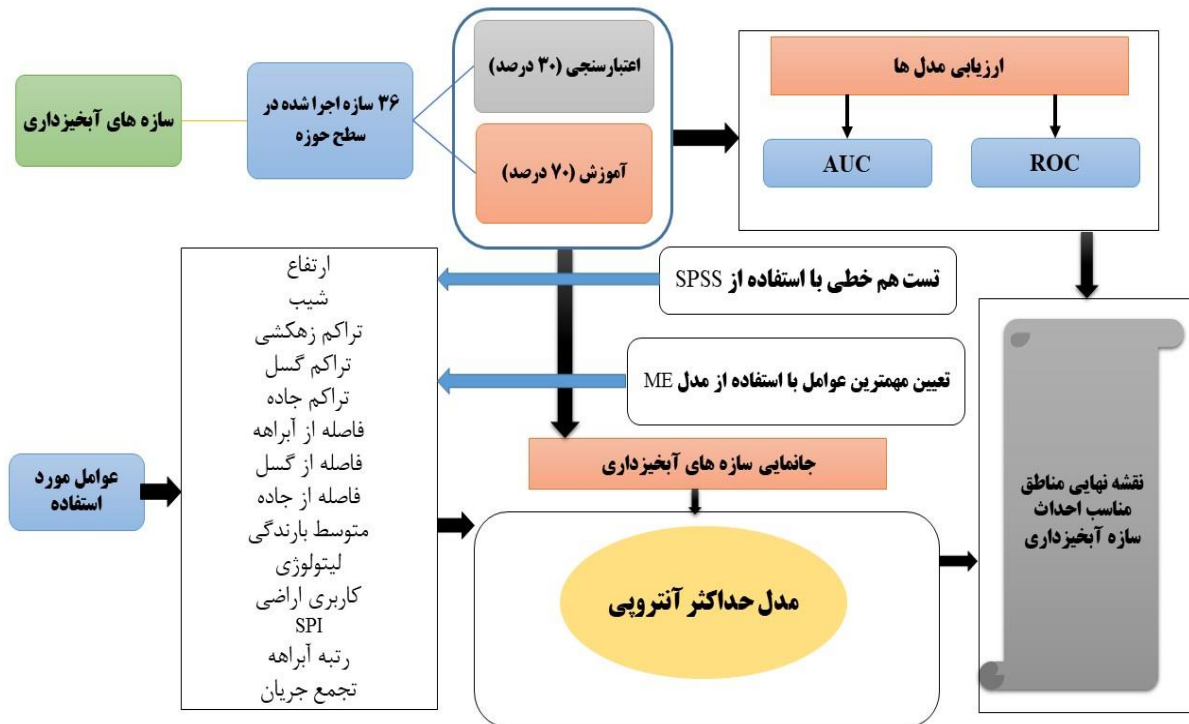 سازه های آبخیزداری
۳۶ سازه اجرا شده در
سطح حوزه
اعتبارسنجی (۳۰ درصد)
آموزش (۷۰ درصد)
ارزیابی مدل ها
ROC
AUC
تست هم خطی با استفاده از SPSS
تعیین مهمترین عوامل با استفاده از مدل ME
عوامل مورد
استفاده
ارتفاع
شیب
تراکم زهکشی
تراکم گسل
تراکم جاده
فاصله از آبراهه
فاصله از گسل
فاصله از جاده
متوسط بارندگی
لیتولوژی
کاربری اراضی
SPI
رتبه آبراهه
تجمع جریان
جانمایی سازه های آبخیزداری
مدل حداکثر آنتروپی
نقشه نهایی مناطق
مناسب احداث
سازه آبخیزداری